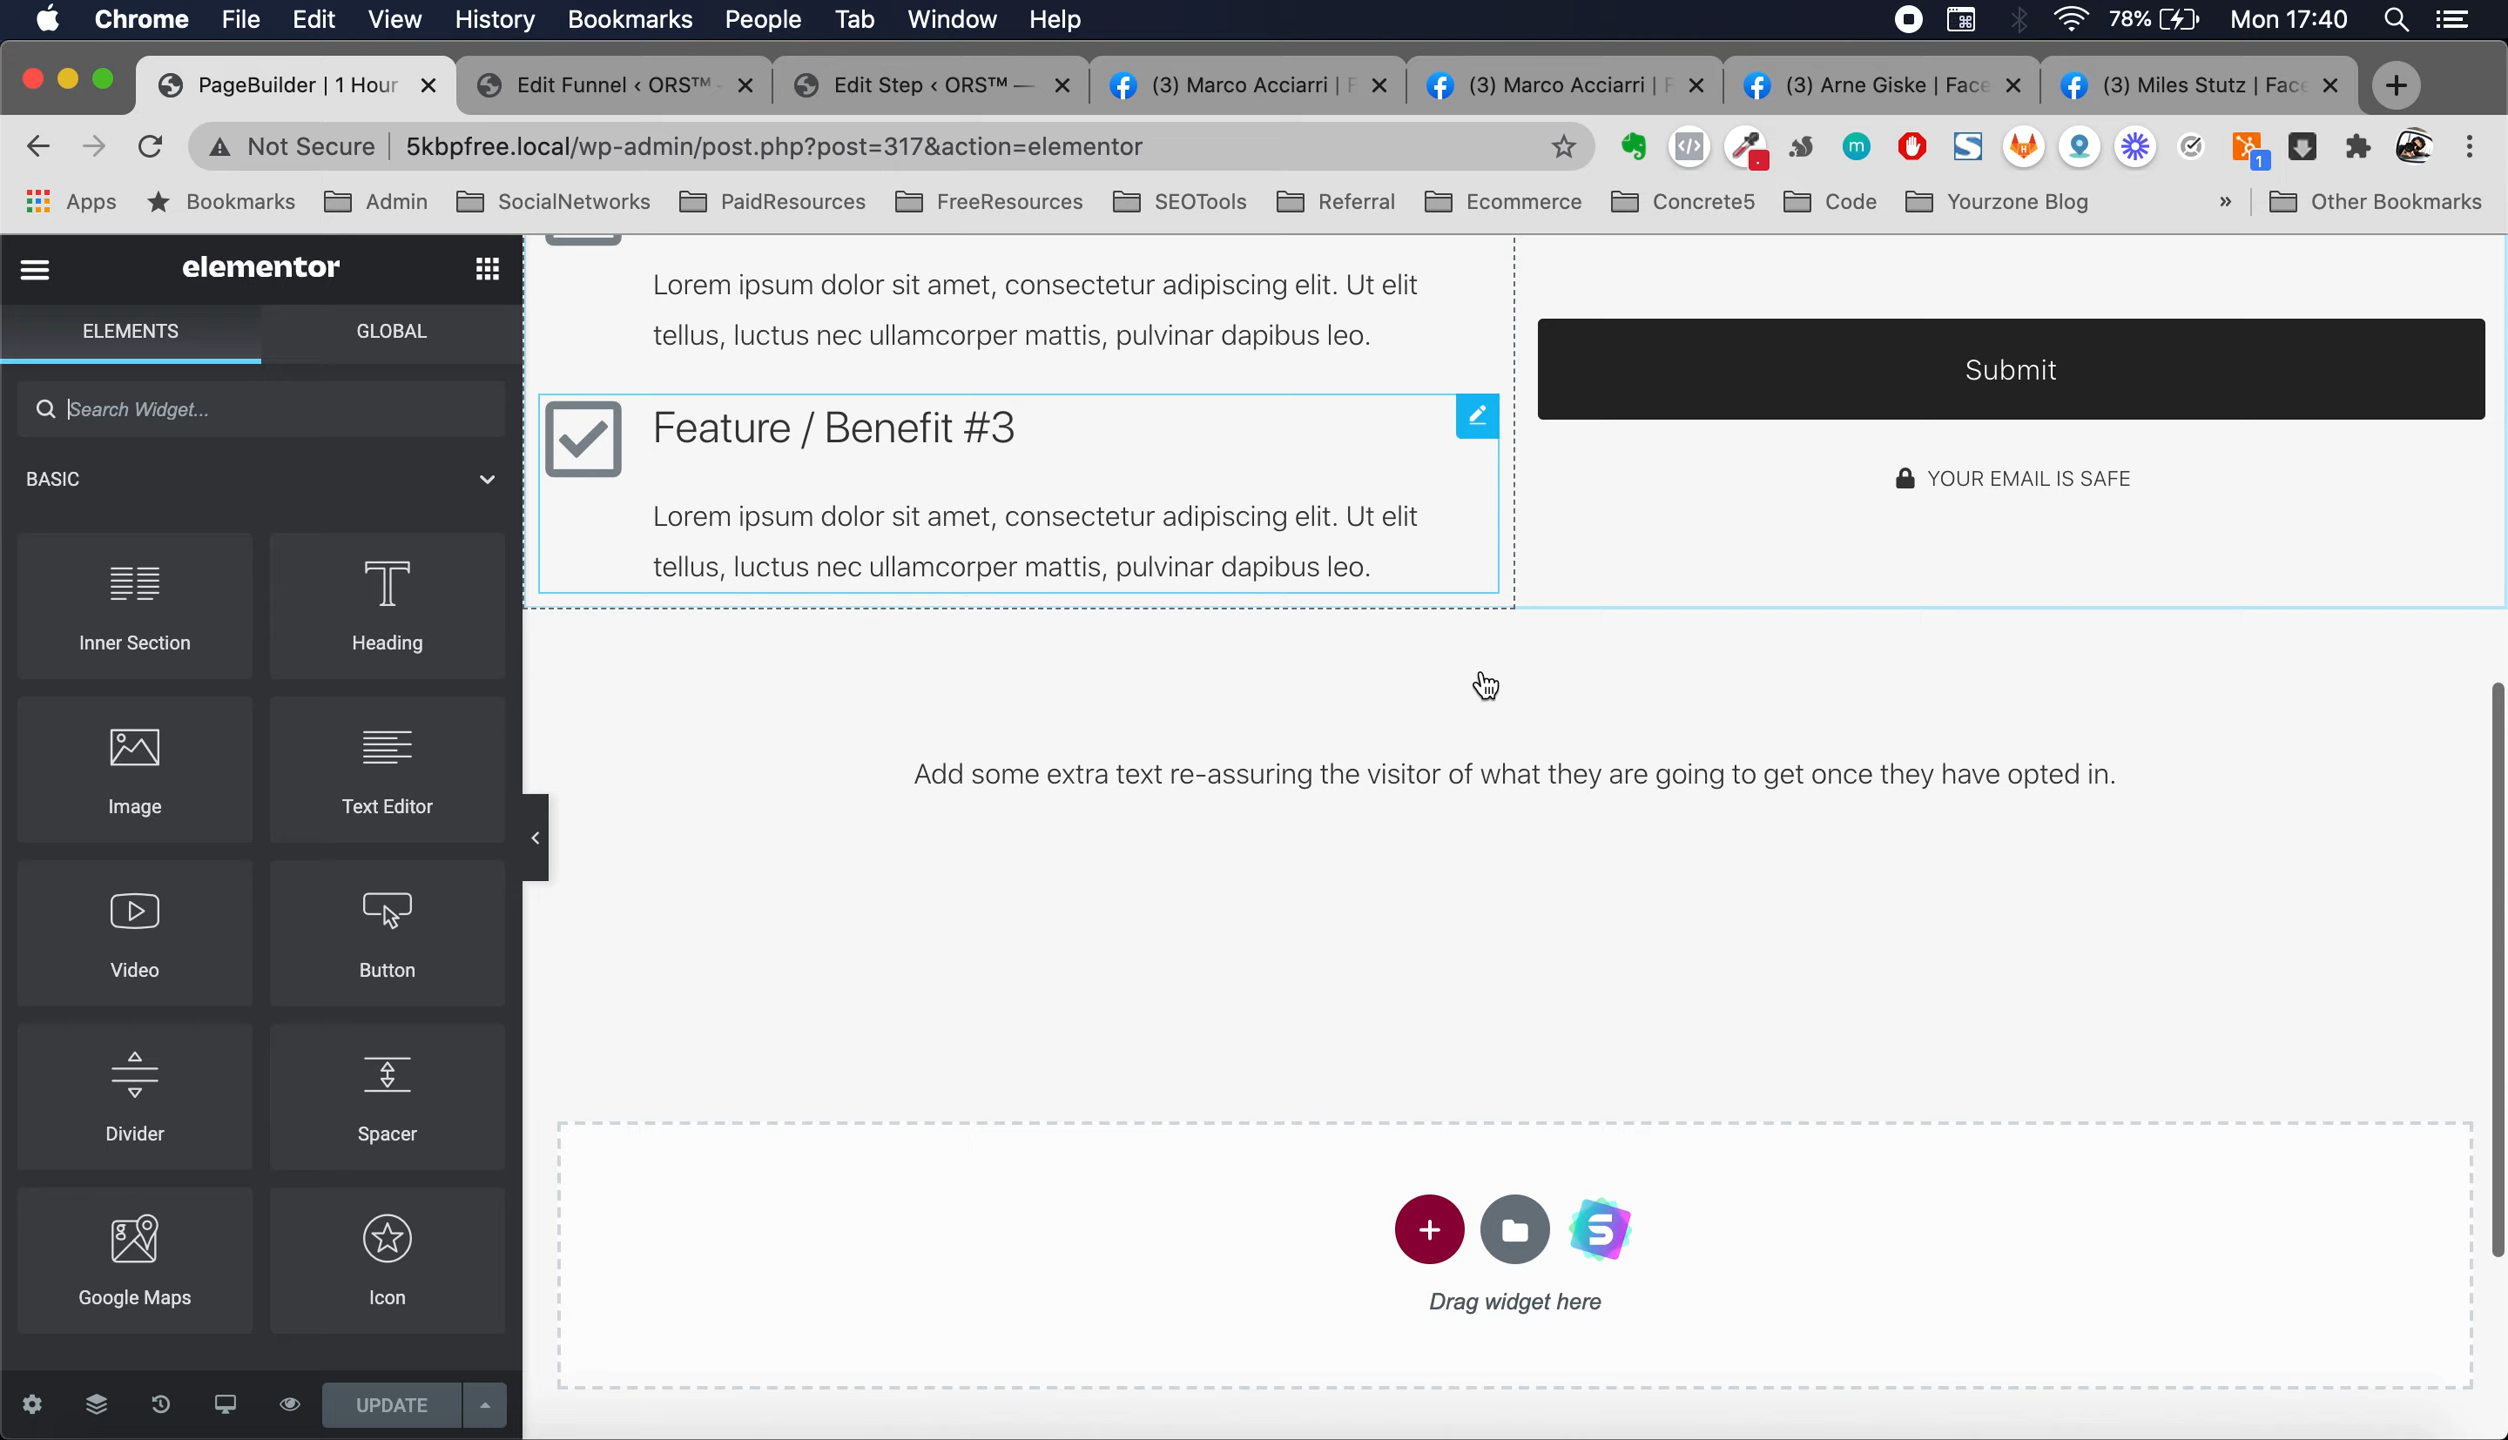 Chrome File Edit View History Bookmarks People Tab Window Help 78% Mon 17:40
PageBuilder | 1 Hour (3) Edit Funnel ‹ ORS™ Edit Step ‹ ORS™ — (3) Marco Acciarri | F (3) Marco Acciarri | F (3) Arne Giske | Face (3) Miles Stutz | Face
Not Secure 5kbpfree.local/wp-admin/post.php?post=317&action=elementor
Apps Bookmarks Admin SocialNetworks PaidResources FreeResources SEOTools Referral Ecommerce Concrete5 Code Yourzone Blog » Other Bookmarks
elementor
ELEMENTS GLOBAL
Search Widget...
BASIC
Inner Section Heading
Image Text Editor
Video Button
Divider Spacer
Google Maps Icon
UPDATE
Lorem ipsum dolor sit amet, consectetur adipiscing elit. Ut elit
tellus, luctus nec ullamcorper mattis, pulvinar dapibus leo.
Feature / Benefit #3
Lorem ipsum dolor sit amet, consectetur adipiscing elit. Ut elit
tellus, luctus nec ullamcorper mattis, pulvinar dapibus leo.
Submit
YOUR EMAIL IS SAFE
Add some extra text re-assuring the visitor of what they are going to get once they have opted in.
Drag widget here